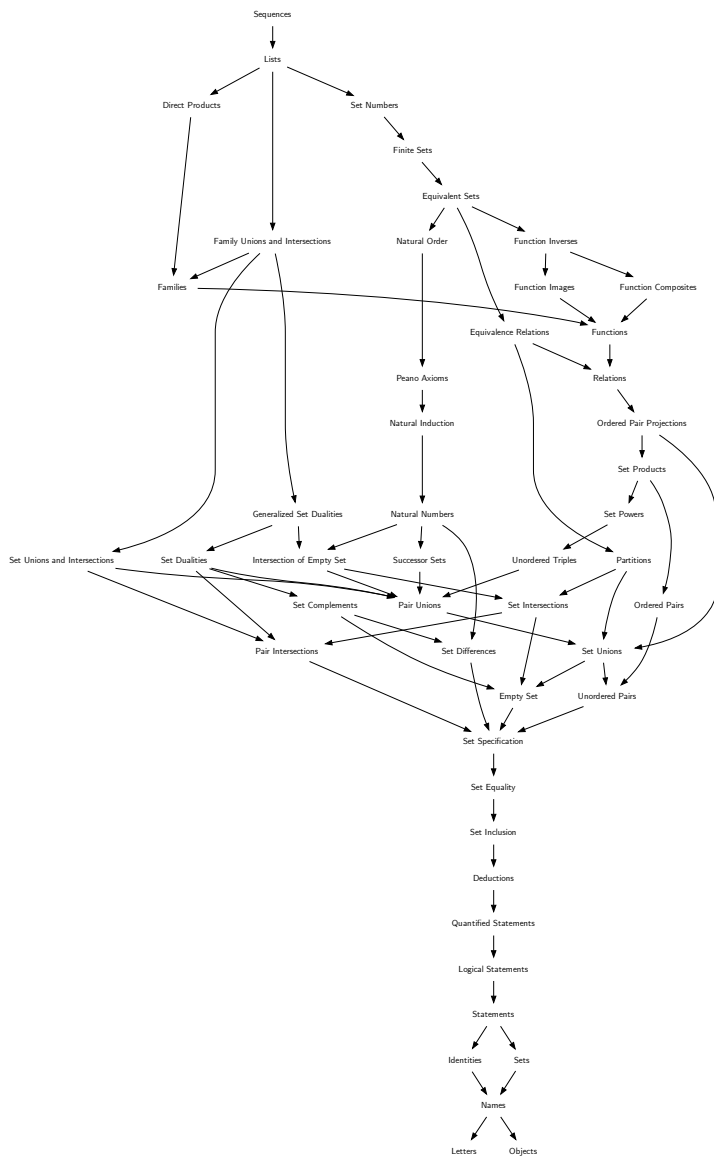 Sequences
Lists
Direct Products
Set Numbers
Finite Sets
Equivalent Sets
Family Unions and Intersections
Natural Order
Function Inverses
Families
Function Images
Function Composites
Equivalence Relations
Functions
Peano Axioms
Relations
Natural Induction
Ordered Pair Projections
Set Products
Generalized Set Dualities
Natural Numbers
Set Powers
Set Unions and Intersections
Set Dualities
Intersection of Empty Set
Successor Sets
Unordered Triples
Partitions
Set Complements
Pair Unions
Set Intersections
Ordered Pairs
Pair Intersections
Set Differences
Set Unions
Empty Set
Unordered Pairs
Set Specification
Set Equality
Set Inclusion
Deductions
Quantified Statements
Logical Statements
Statements
Identities
Sets
Names
Letters
Objects